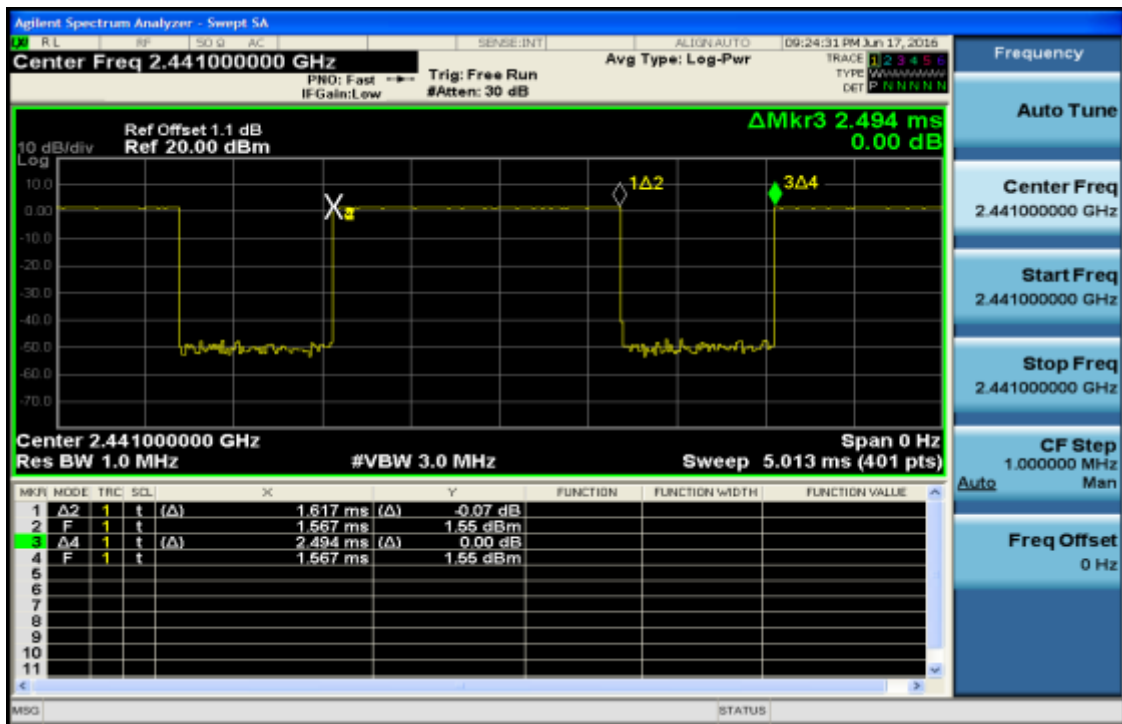 Agilent Spectrum Analyzer - Swept SA
RL RF 50 Ω AC SENSE:INT ALIGN AUTO 09:24:31 PM Jun 17, 2016
Center Freq 2.441000000 GHz
PNO: Fast
IFGain:Low
Trig: Free Run
#Atten: 30 dB
Avg Type: Log-Pwr
TRACE 1 2 3 4 5 6
TYPE
DET P N N N N N
ΔMkr3 2.494 ms
0.00 dB
Ref Offset 1.1 dB
10 dB/div Ref 20.00 dBm
Log
10.0
0.00
-10.0
-20.0
-30.0
-40.0
-50.0
-60.0
-70.0
1Δ2
3Δ4
Center 2.441000000 GHz Span 0 Hz
Res BW 1.0 MHz #VBW 3.0 MHz Sweep 5.013 ms (401 pts)
MKR MODE TRC SCL X Y FUNCTION FUNCTION WIDTH FUNCTION VALUE
1 Δ2 1 t (Δ) 1.617 ms (Δ) -0.07 dB
2 F 1 t 1.567 ms 1.55 dBm
3 Δ4 1 t (Δ) 2.494 ms (Δ) 0.00 dB
4 F 1 t 1.567 ms 1.55 dBm
5
6
7
8
9
10
11
MSG STATUS
Frequency
Auto Tune
Center Freq
2.441000000 GHz
Start Freq
2.441000000 GHz
Stop Freq
2.441000000 GHz
CF Step
1.000000 MHz
Auto Man
Freq Offset
0 Hz